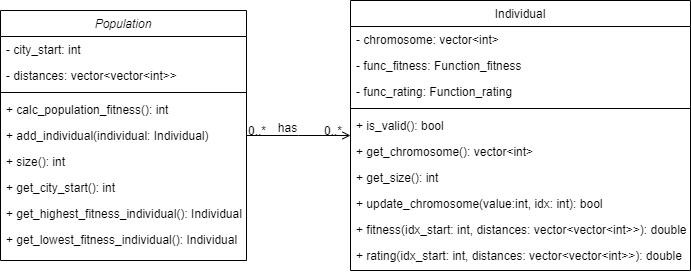 Population
- city_start: int
- distances: vector<vector<int>>
+ calc_population_fitness(): int
+ add_individual(individual: Individual)
+ size(): int
+ get_city_start(): int
+ get_highest_fitness_individual(): Individual
+ get_lowest_fitness_individual(): Individual
0..* has 0..*
Individual
- chromosome: vector<int>
- func_fitness: Function_fitness
- func_rating: Function_rating
+ is_valid(): bool
+ get_chromosome(): vector<int>
+ get_size(): int
+ update_chromosome(value:int, idx: int): bool
+ fitness(idx_start: int, distances: vector<vector<int>>): double
+ rating(idx_start: int, distances: vector<vector<int>>): double